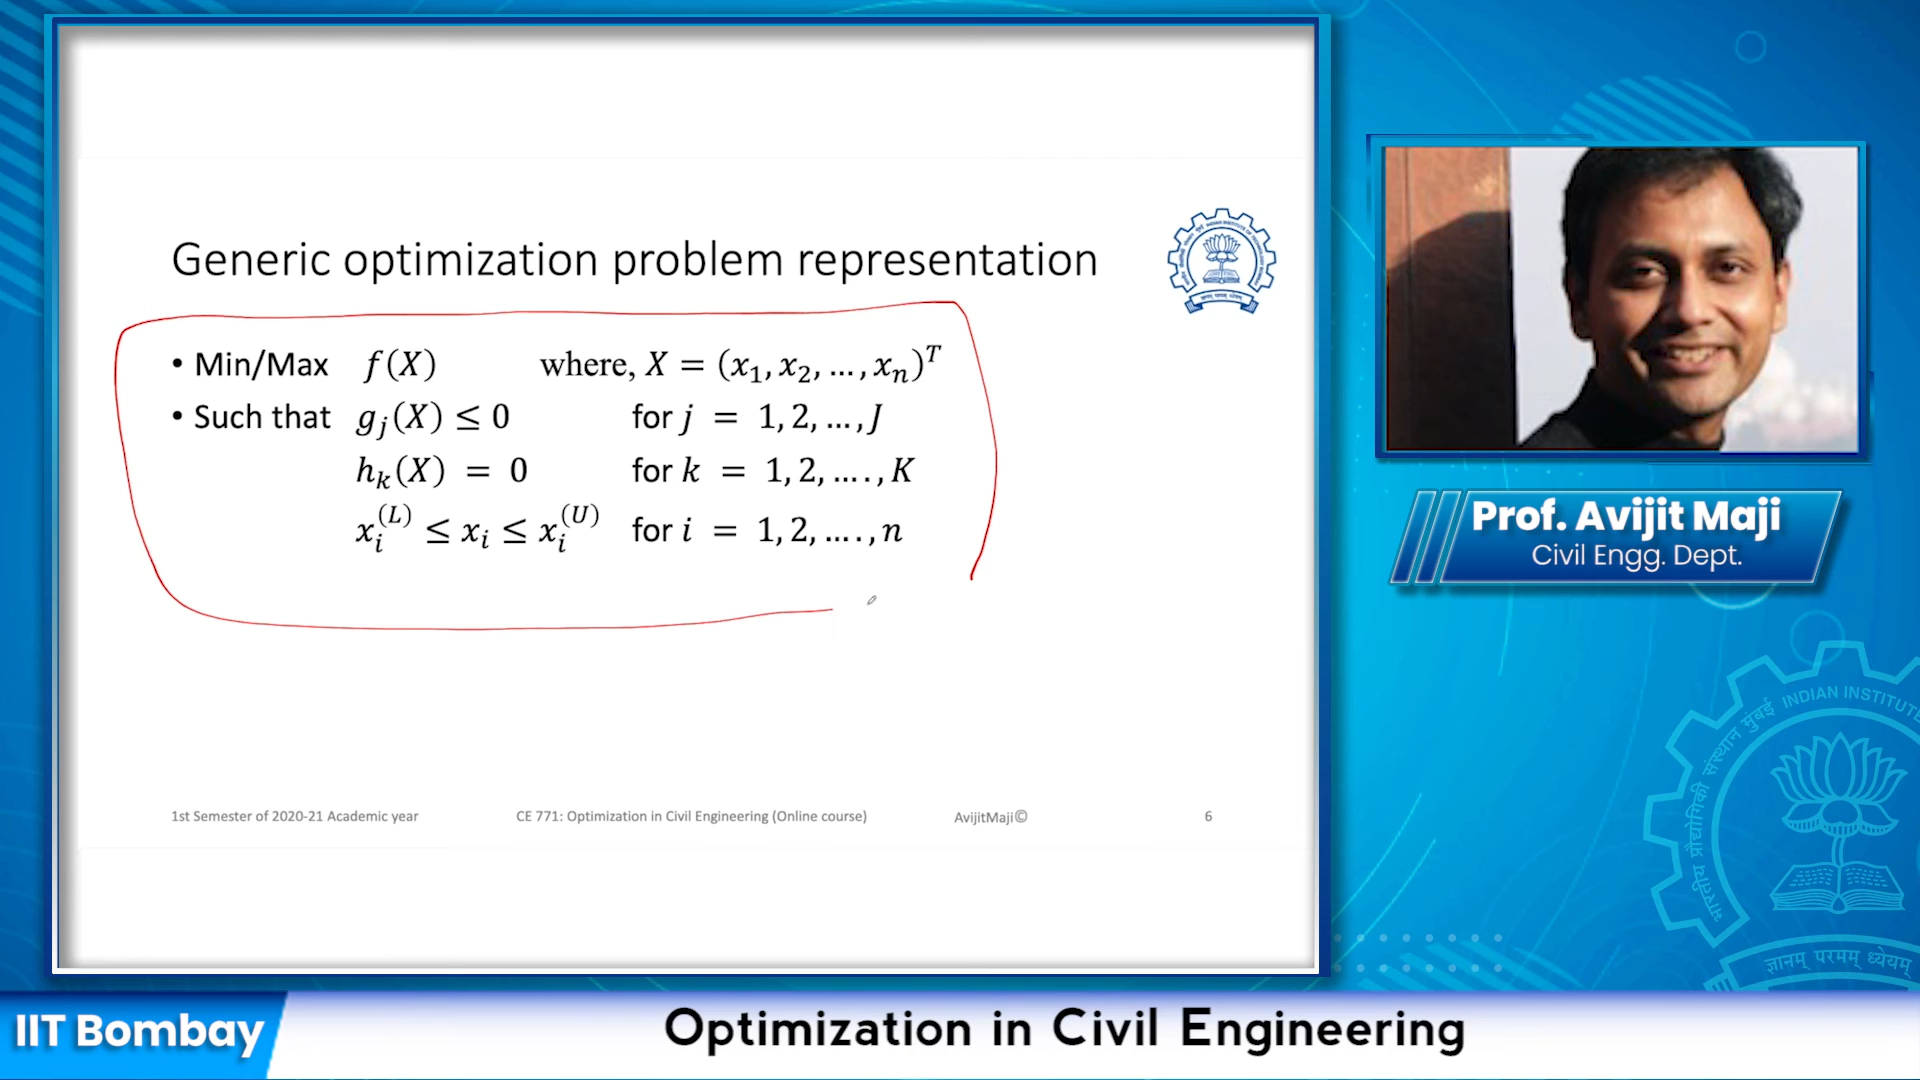 Generic optimization problem representation
• Min/Max f(X) where, X = (x₁, x₂, …, xₙ)ᵀ
• Such that gⱼ(X) ≤ 0 for j = 1, 2, …, J
hₖ(X) = 0 for k = 1, 2, …., K
xᵢ⁽ᴸ⁾ ≤ xᵢ ≤ xᵢ⁽ᵁ⁾ for i = 1, 2, …., n
1st Semester of 2020-21 Academic year CE 771: Optimization in Civil Engineering (Online course) AvijitMaji© 6
Prof. Avijit Maji
Civil Engg. Dept.
भारतीय प्रौद्योगिकी संस्थान मुंबई INDIAN INSTITUTE
ज्ञानम् परमम् ध्येयम्
IIT Bombay
Optimization in Civil Engineering